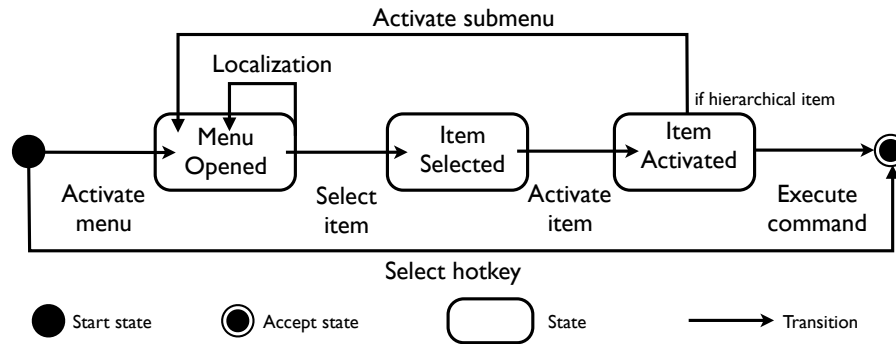 Activate submenu
Localization
if hierarchical item
Menu
Opened
Item
Selected
Item
Activated
Activate
menu
Select
item
Activate
item
Execute
command
Select hotkey
Start state
Accept state
State
Transition